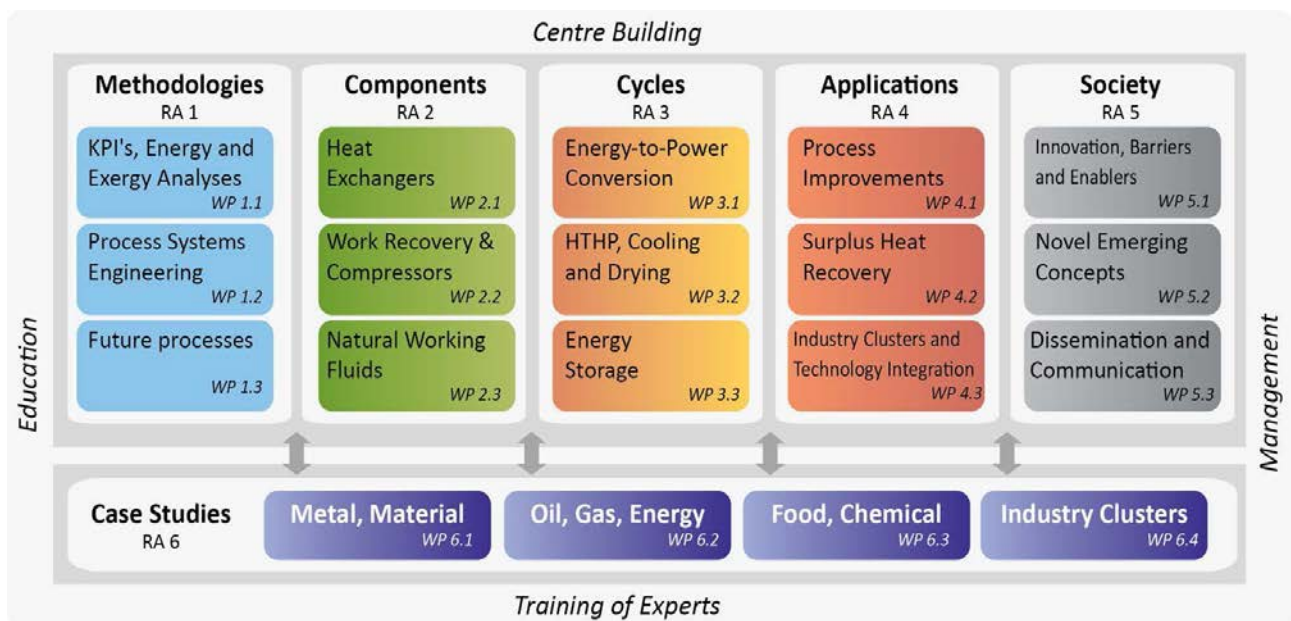 Centre Building
Methodologies
RA 1
KPI's, Energy and
Exergy Analyses
WP 1.1
Process Systems
Engineering
WP 1.2
Future processes
WP 1.3
Components
RA 2
Heat
Exchangers
WP 2.1
Work Recovery &
Compressors
WP 2.2
Natural Working
Fluids
WP 2.3
Cycles
RA 3
Energy-to-Power
Conversion
WP 3.1
HTHP, Cooling
and Drying
WP 3.2
Energy
Storage
WP 3.3
Applications
RA 4
Process
Improvements
WP 4.1
Surplus Heat
Recovery
WP 4.2
Industry Clusters and
Technology Integration
WP 4.3
Society
RA 5
Innovation, Barriers
and Enablers
WP 5.1
Novel Emerging
Concepts
WP 5.2
Dissemination and
Communication
WP 5.3
Education
Management
Case Studies
RA 6
Metal, Material
WP 6.1
Oil, Gas, Energy
WP 6.2
Food, Chemical
WP 6.3
Industry Clusters
WP 6.4
Training of Experts